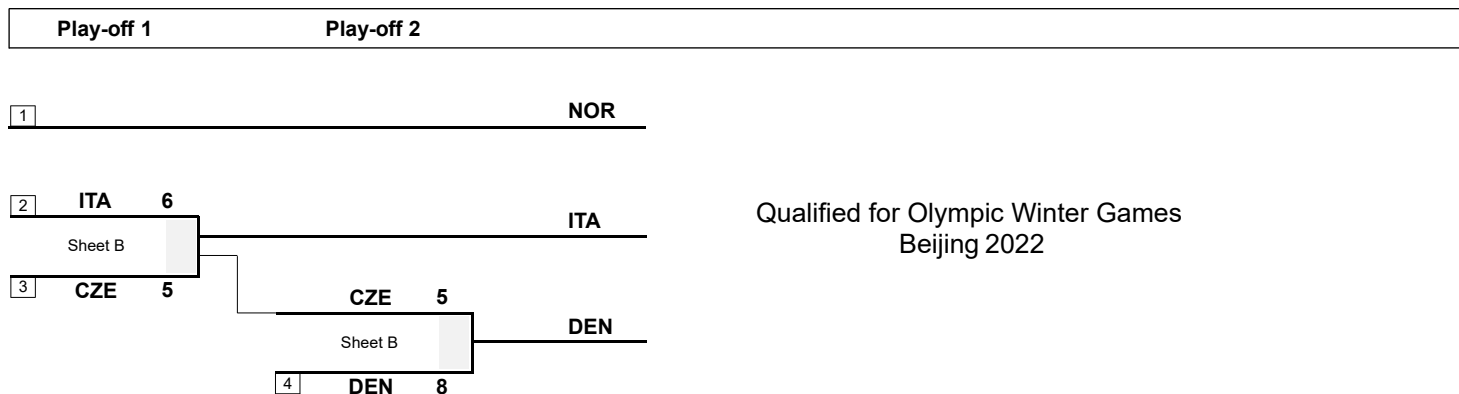 Play-off 1 Play-off 2
1 NOR
2 ITA 6
ITA
Sheet B
3 CZE 5
Qualified for Olympic Winter Games
Beijing 2022
CZE 5
DEN
Sheet B
4 DEN 8